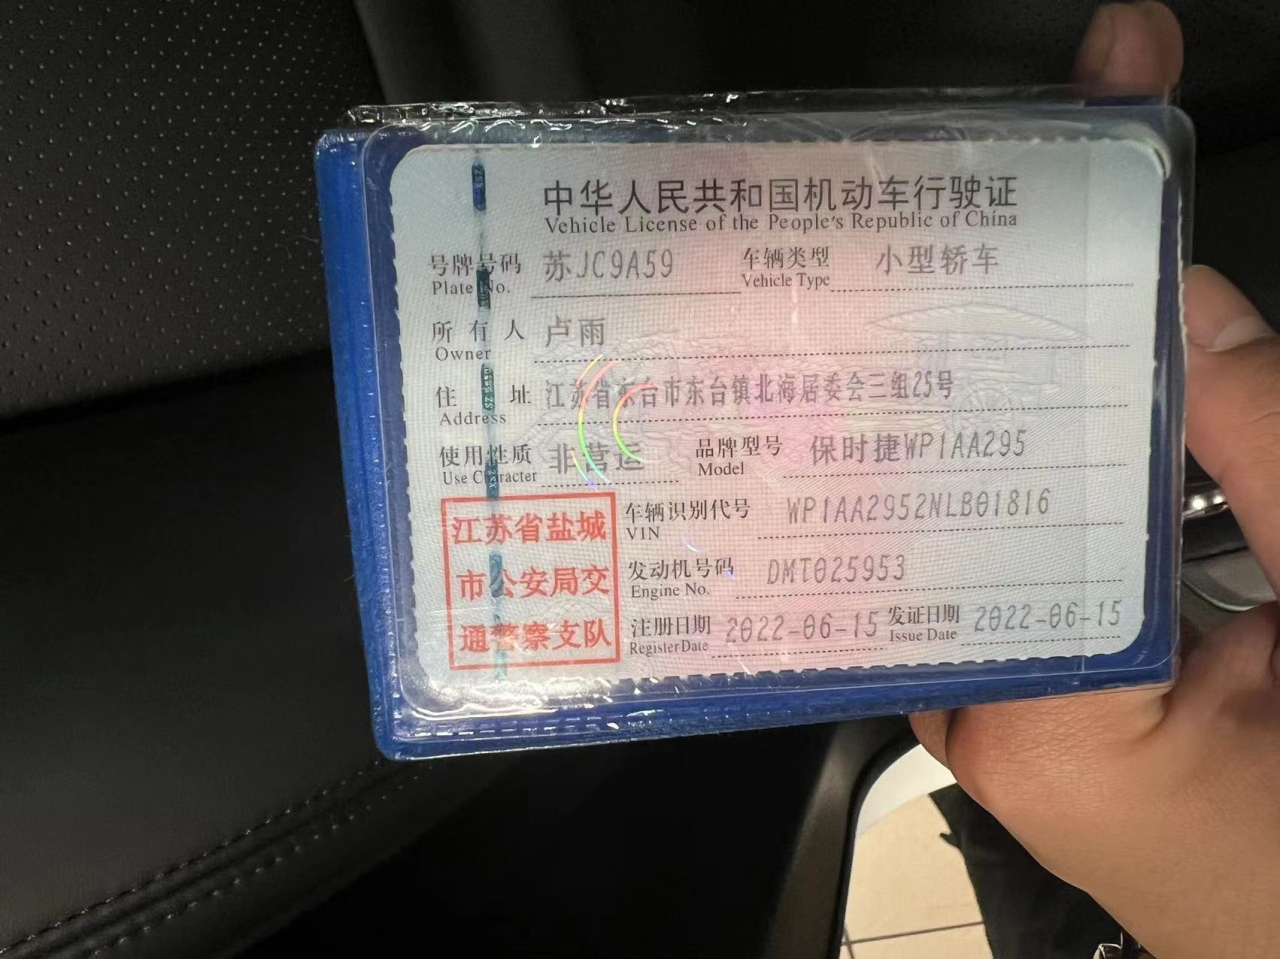 中华人民共和国机动车行驶证
Vehicle License of the People's Republic of China
号牌号码 苏JC9A59 车辆类型 小型轿车
Plate No. Vehicle Type
所有人 卢雨
Owner
住址 江苏省东台市东台镇北海居委会三组25号
Address
使用性质 非营运 品牌型号 保时捷WP1AA295
Use Character Model
江苏省盐城
市公安局交
通警察支队
车辆识别代号 WP1AA2952NLB01816
VIN
发动机号码 DMT025953
Engine No.
注册日期 2022-06-15 发证日期 2022-06-15
Register Date Issue Date